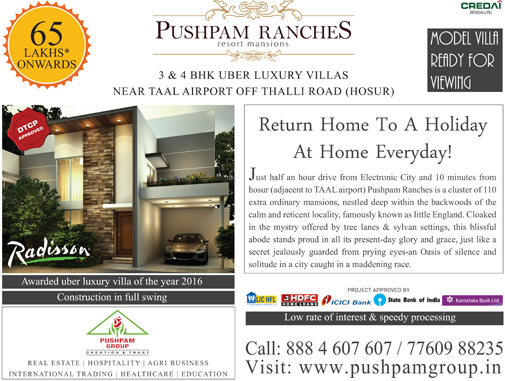 65
LAKHS*
ONWARDS
PUSHPAM RANCHES
resort mansions
CREDAI
BENGALURU
MODEL VILLA
READY FOR
VIEWING
3 & 4 BHK UBER LUXURY VILLAS
NEAR TAAL AIRPORT OFF THALLI ROAD (HOSUR)
DTCP
APPROVED
Radisson
Awarded uber luxury villa of the year 2016
Construction in full swing
Return Home To A Holiday
At Home Everyday!
Just half an hour drive from Electronic City and 10 minutes from
hosur (adjacent to TAAL airport) Pushpam Ranches is a cluster of 110
extra ordinary mansions, nestled deep within the backwoods of the
calm and reticent locality, famously known as little England. Cloaked
in the mystry offered by tree lanes & sylvan settings, this blissful
abode stands proud in all its present-day glory and grace, just like a
secret jealously guarded from prying eyes-an Oasis of silence and
solitude in a city caught in a maddening race.
PROJECT APPROVED BY
LIC HFL HDFC HOME LOANS ICICI Bank State Bank of India Karnataka Bank Ltd.
Low rate of interest & speedy processing
PUSHPAM
GROUP
CREATION & TRUST
REAL ESTATE | HOSPITALITY | AGRI BUSINESS
INTERNATIONAL TRADING | HEALTHCARE | EDUCATION
Call: 888 4 607 607 / 77609 88235
Visit: www.pushpamgroup.in